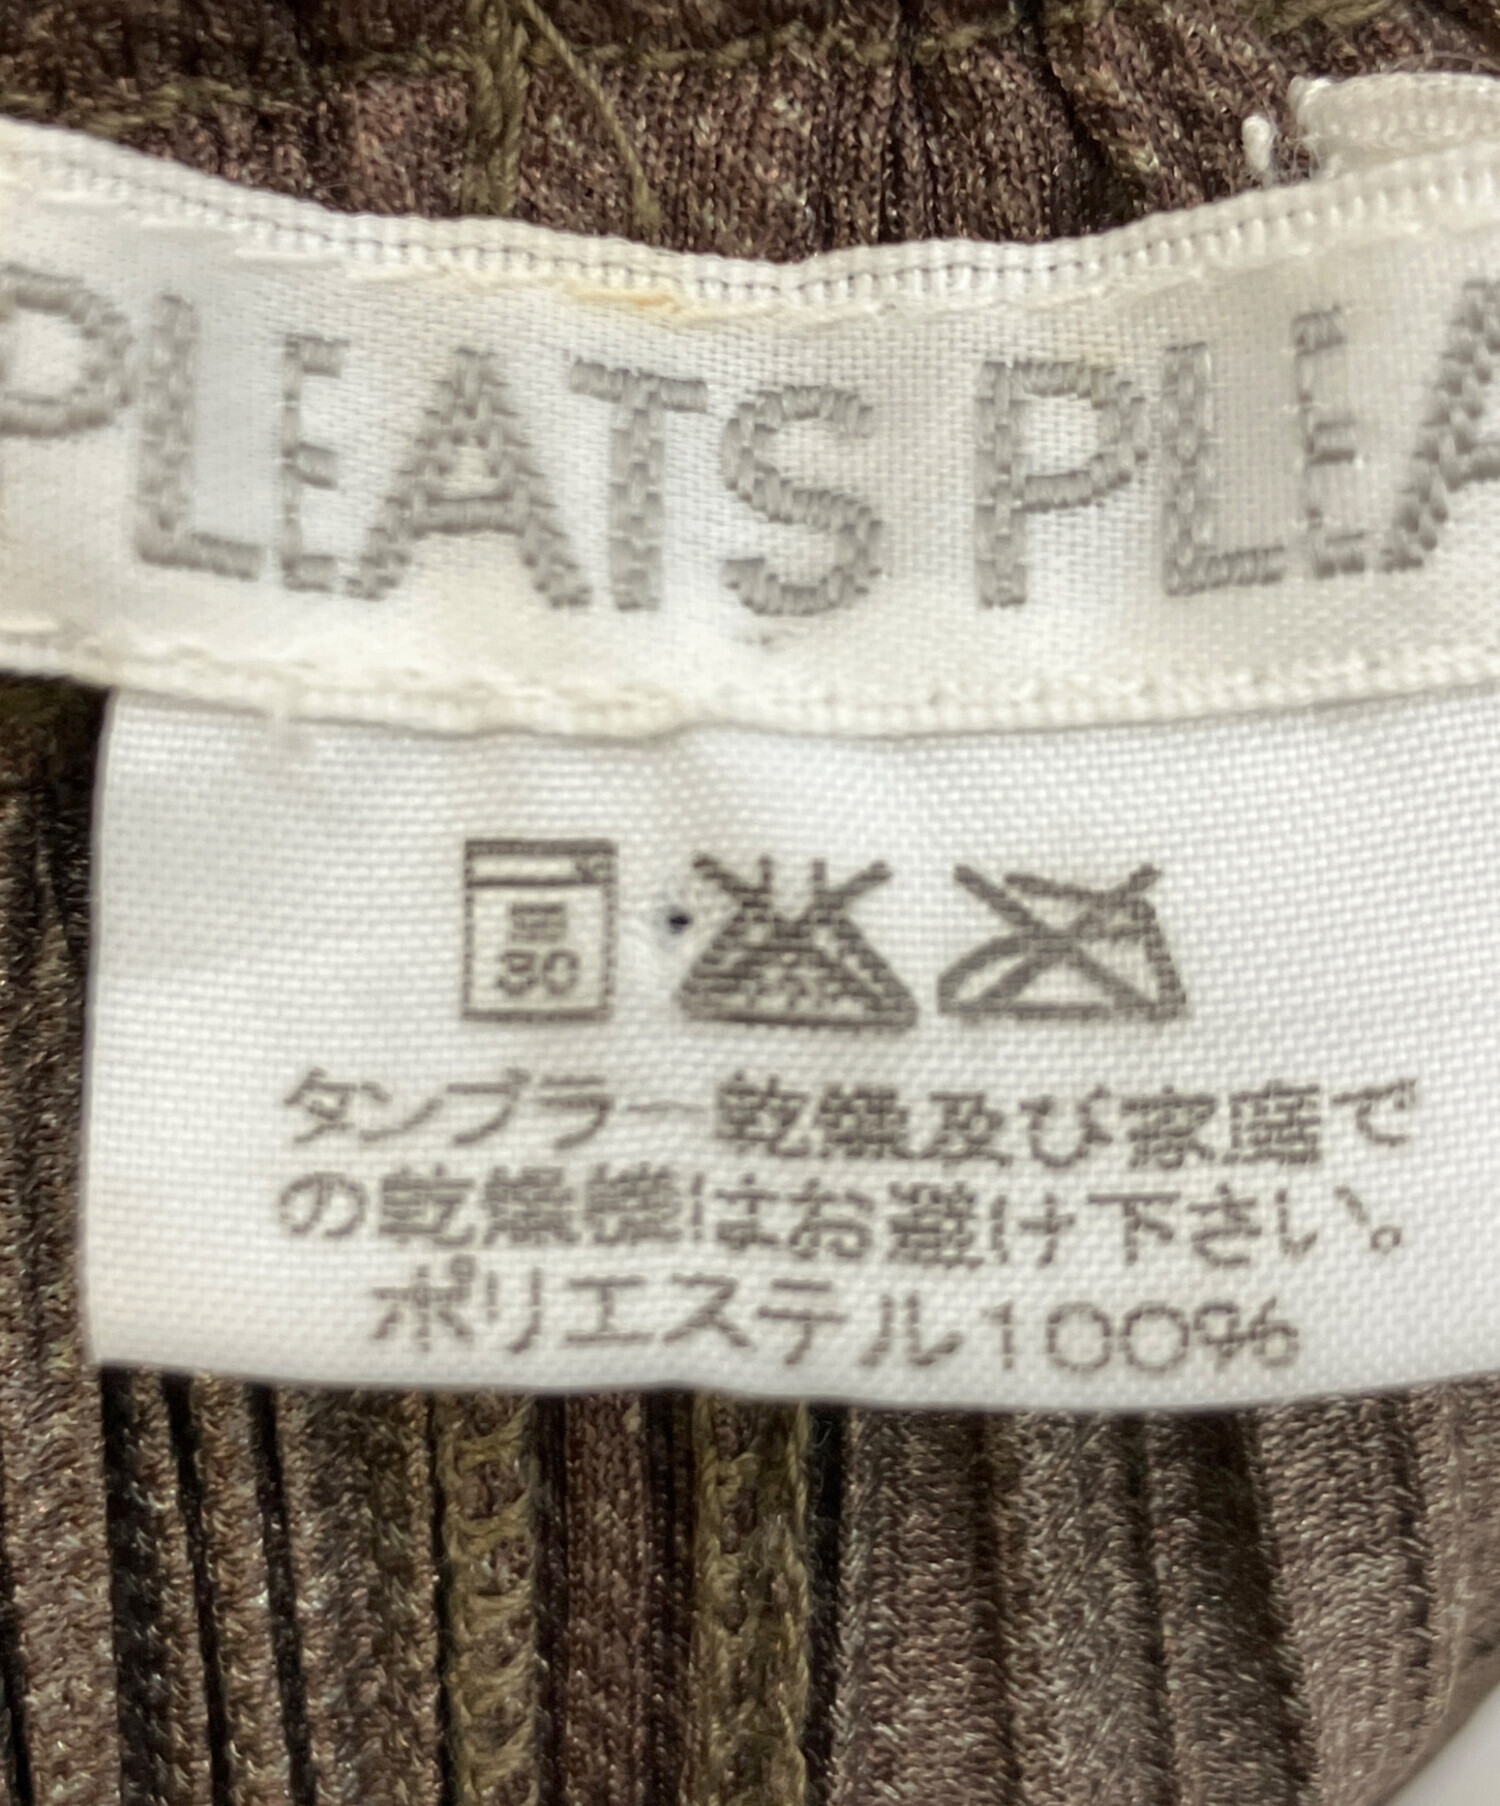 PLEATS PLEA
弱
30
タンブラー乾燥及び家庭で
の乾燥機はお避け下さい。
ポリエステル100%